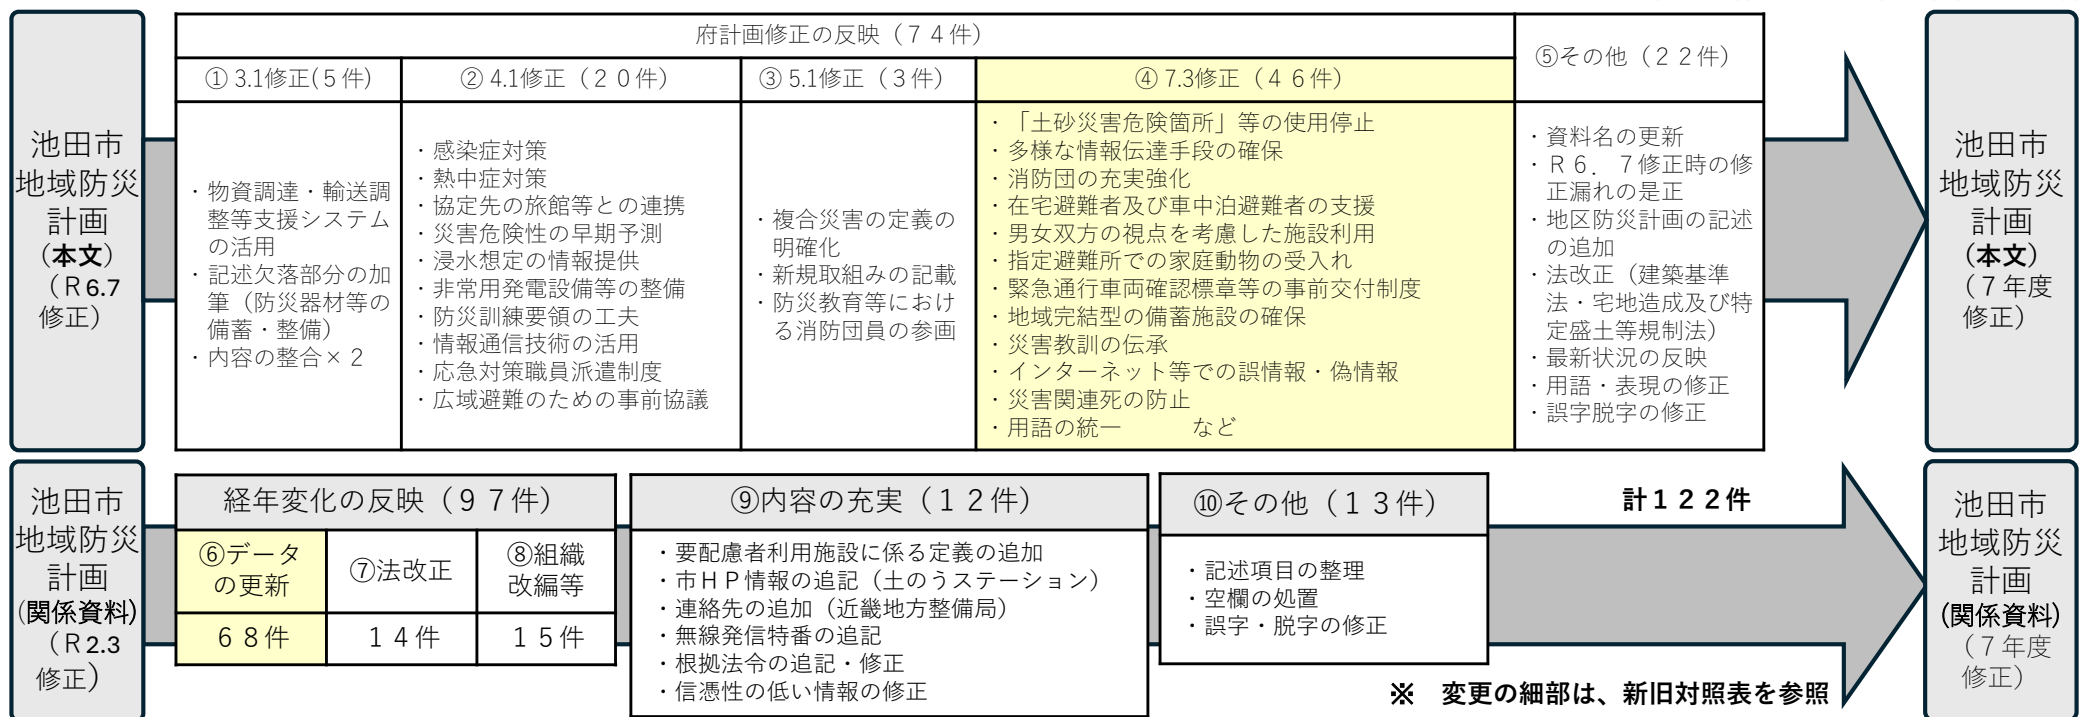 池田市
地域防災
計画
(本文)
(R6.7
修正)
府計画修正の反映(74件)
① 3.1修正(5件)
・物資調達・輸送調
整等支援システム
の活用
・記述欠落部分の加
筆(防災器材等の
備蓄・整備)
・内容の整合×2
② 4.1修正(20件)
・感染症対策
・熱中症対策
・協定先の旅館等との連携
・災害危険性の早期予測
・浸水想定の情報提供
・非常用発電設備等の整備
・防災訓練要領の工夫
・情報通信技術の活用
・応急対策職員派遣制度
・広域避難のための事前協議
③ 5.1修正(3件)
・複合災害の定義の
明確化
・新規取組みの記載
・防災教育等におけ
る消防団員の参画
④ 7.3修正(46件)
・「土砂災害危険箇所」等の使用停止
・多様な情報伝達手段の確保
・消防団の充実強化
・在宅避難者及び車中泊避難者の支援
・男女双方の視点を考慮した施設利用
・指定避難所での家庭動物の受入れ
・緊急通行車両確認標章等の事前交付制度
・地域完結型の備蓄施設の確保
・災害教訓の伝承
・インターネット等での誤情報・偽情報
・災害関連死の防止
・用語の統一 など
⑤その他(22件)
・資料名の更新
・R6.7修正時の修
正漏れの是正
・地区防災計画の記述
の追加
・法改正(建築基準
法・宅地造成及び特
定盛土等規制法)
・最新状況の反映
・用語・表現の修正
・誤字脱字の修正
池田市
地域防災
計画
(本文)
(7年度
修正)
池田市
地域防災
計画
(関係資料)
(R2.3
修正)
経年変化の反映(97件)
⑥データ
の更新
68件
⑦法改正
14件
⑧組織
改編等
15件
⑨内容の充実(12件)
・要配慮者利用施設に係る定義の追加
・市HP情報の追記(土のうステーション)
・連絡先の追加(近畿地方整備局)
・無線発信特番の追記
・根拠法令の追記・修正
・信憑性の低い情報の修正
⑩その他(13件)
・記述項目の整理
・空欄の処置
・誤字・脱字の修正
計122件
※ 変更の細部は、新旧対照表を参照
池田市
地域防災
計画
(関係資料)
(7年度
修正)